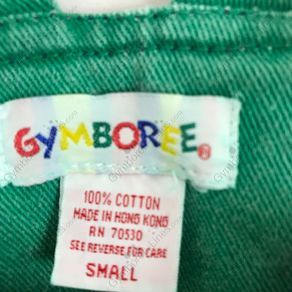 GYMBOREE®
100% COTTON
MADE IN HONG KONG
RN 70530
SEE REVERSE FOR CARE
SMALL